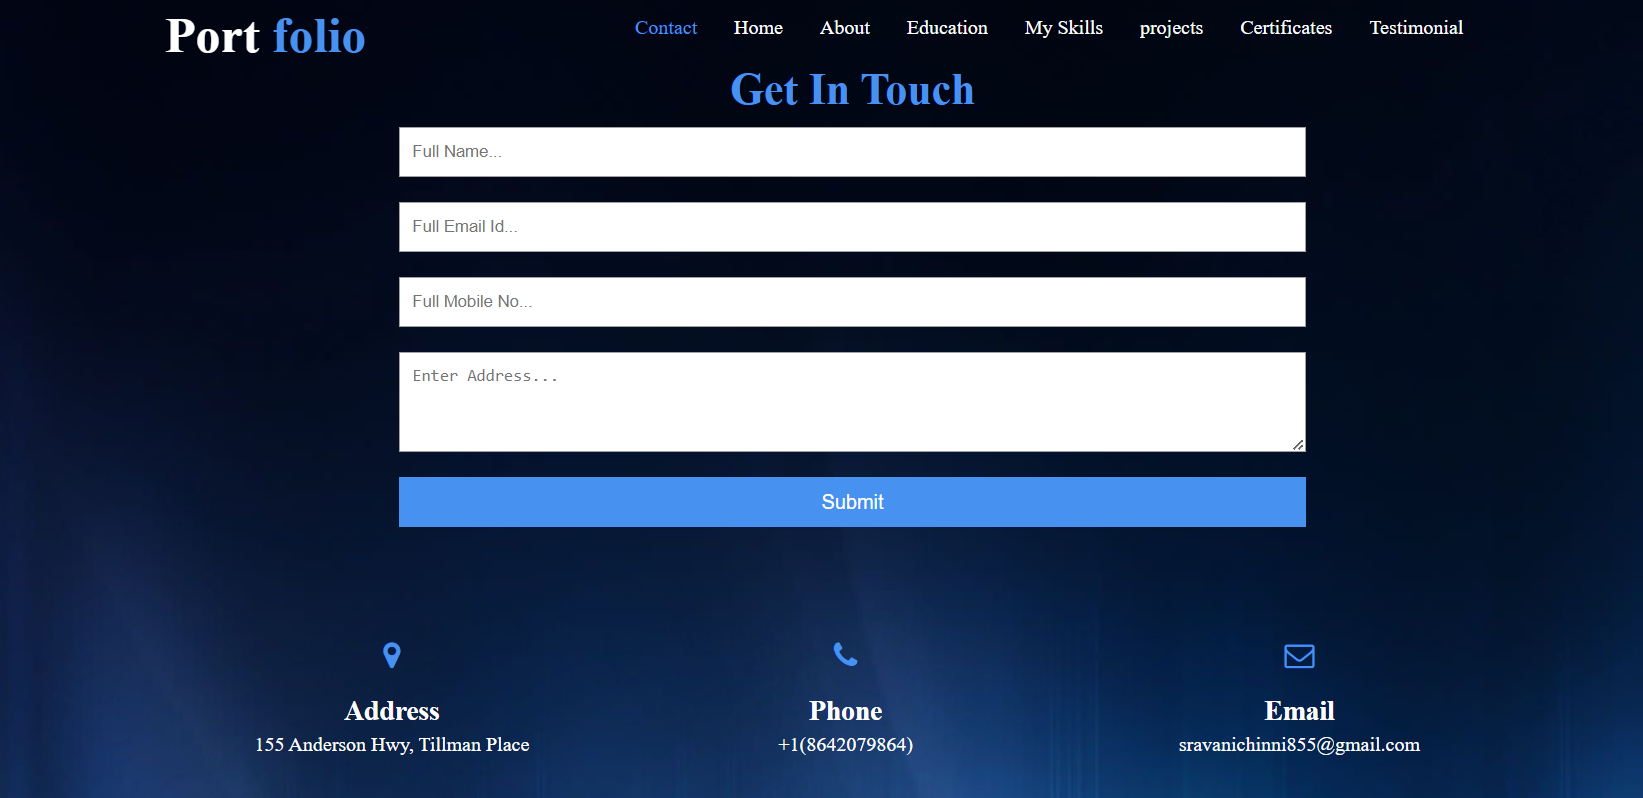 Port folio
Contact Home About Education My Skills projects Certificates Testimonial
Get In Touch
Full Name...
Full Email Id...
Full Mobile No...
Enter Address...
Submit
Address Phone Email
155 Anderson Hwy, Tillman Place +1(8642079864) sravanichinni855@gmail.com